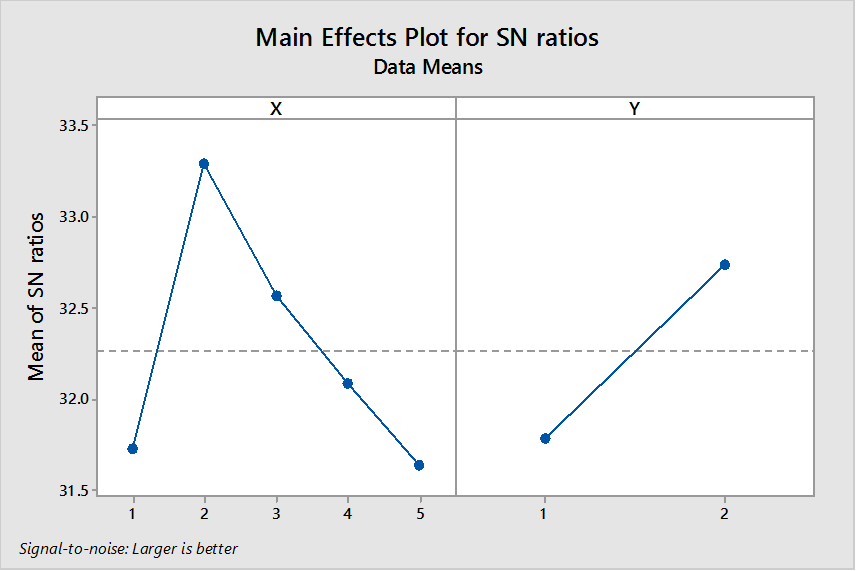 Main Effects Plot for SN ratios
Data Means
X Y
Mean of SN ratios
33.5
33.0
32.5
32.0
31.5
1 2 3 4 5 1 2
Signal-to-noise: Larger is better